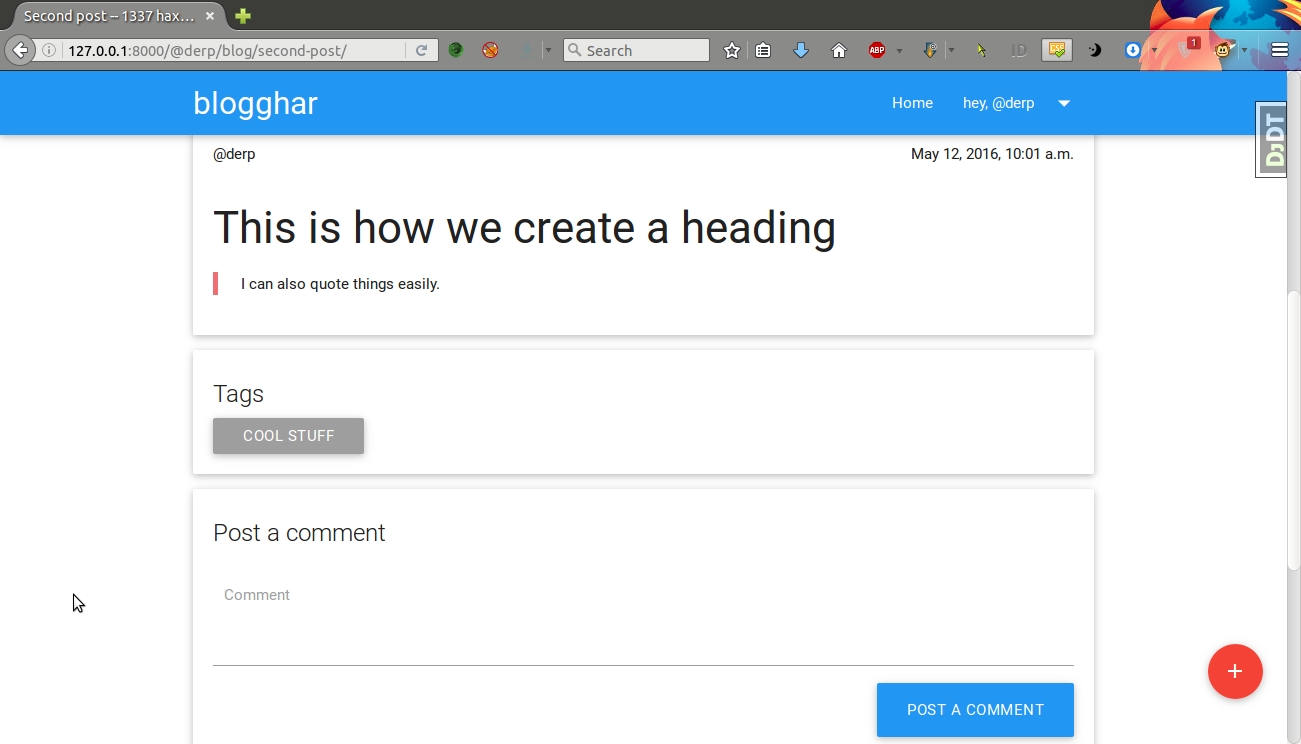 Second post -- 1337 hax...
127.0.0.1:8000/@derp/blog/second-post/
Search
ABP
ID
1
blogghar
Home
hey, @derp
DJDT
@derp
May 12, 2016, 10:01 a.m.
This is how we create a heading
I can also quote things easily.
Tags
COOL STUFF
Post a comment
Comment
POST A COMMENT